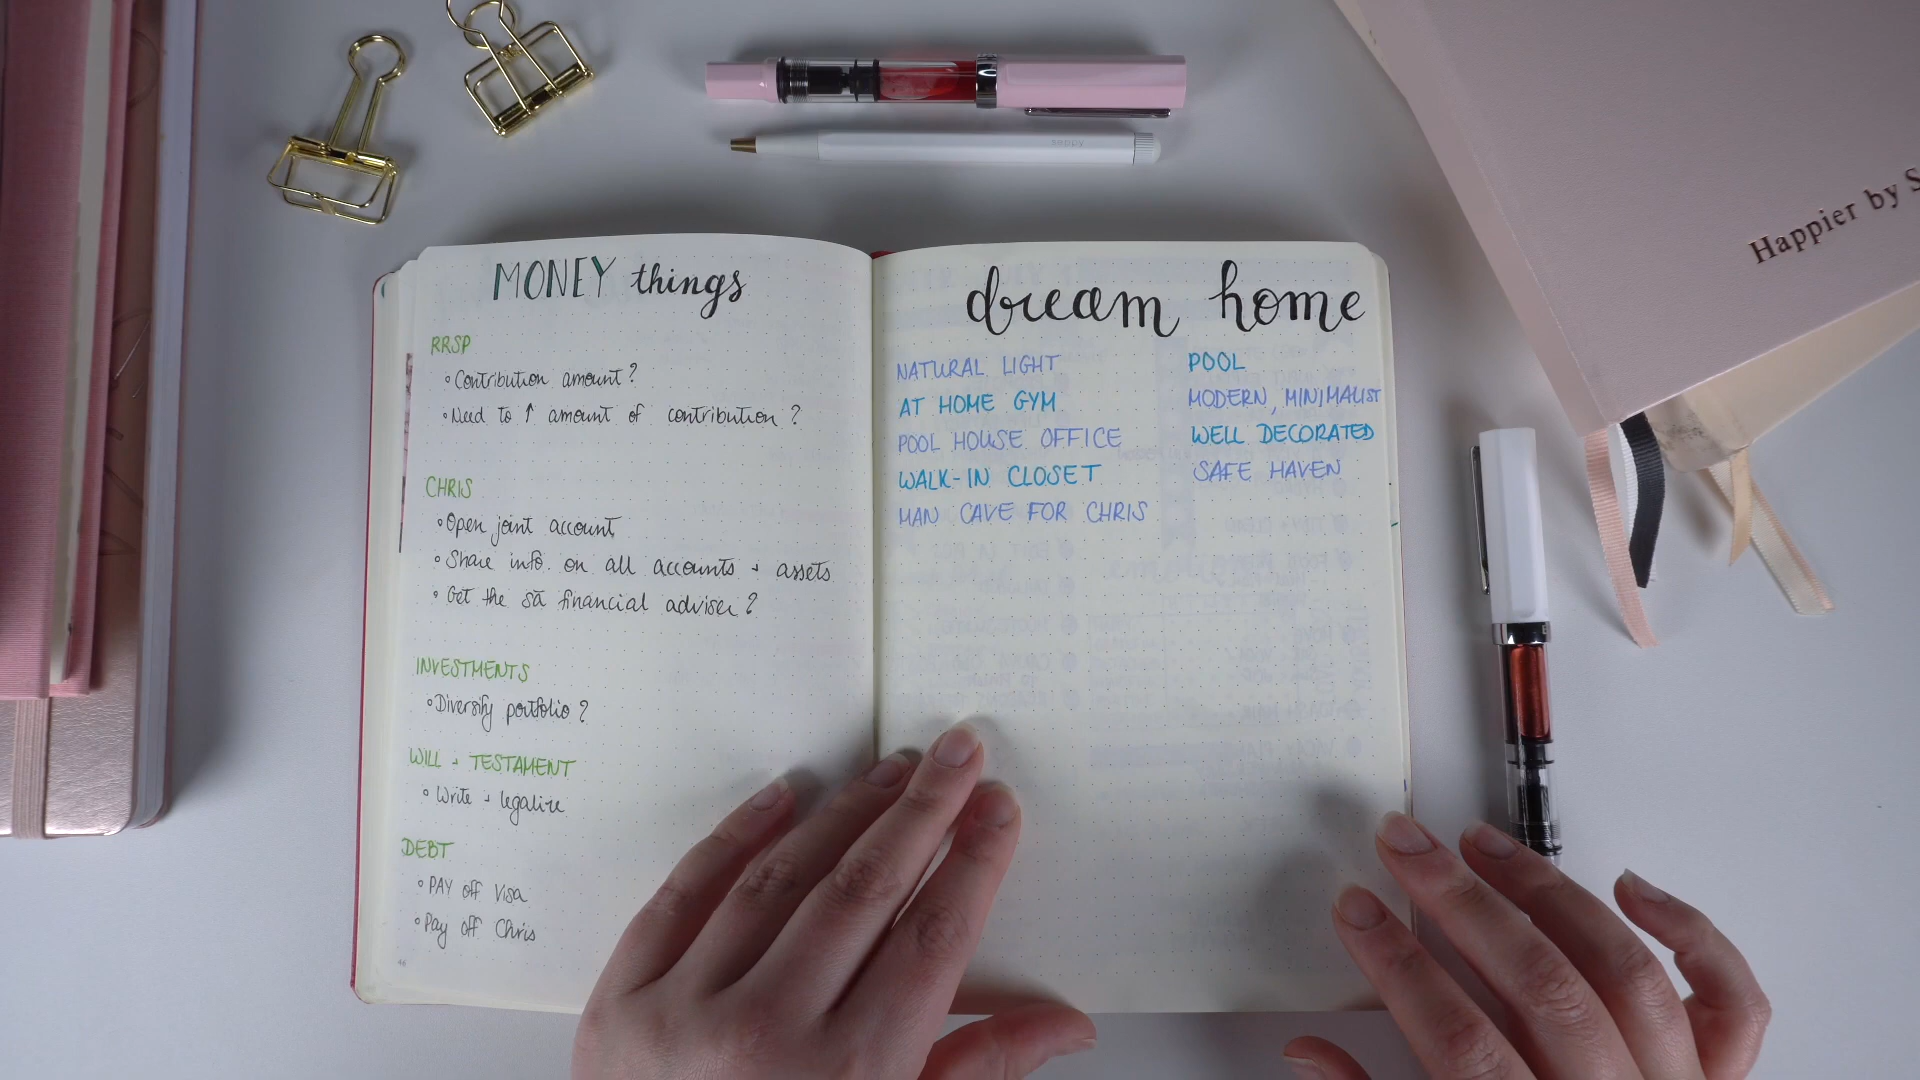 MONEY things
RRSP
◦ Contribution amount?
◦ Need to ↑ amount of contribution?
CHRIS
◦ Open joint account
◦ Share info. on all accounts + assets
◦ Get the sā financial adviser?
INVESTMENTS
◦ Diversify portfolio?
WILL + TESTAMENT
◦ Write + legalize
DEBT
◦ PAY off Visa
◦ Pay off Chris
46
dream home
NATURAL LIGHT
AT HOME GYM
POOL HOUSE OFFICE
WALK-IN CLOSET
MAN CAVE FOR CHRIS
POOL
MODERN, MINIMALIST
WELL DECORATED
SAFE HAVEN
Happier by S